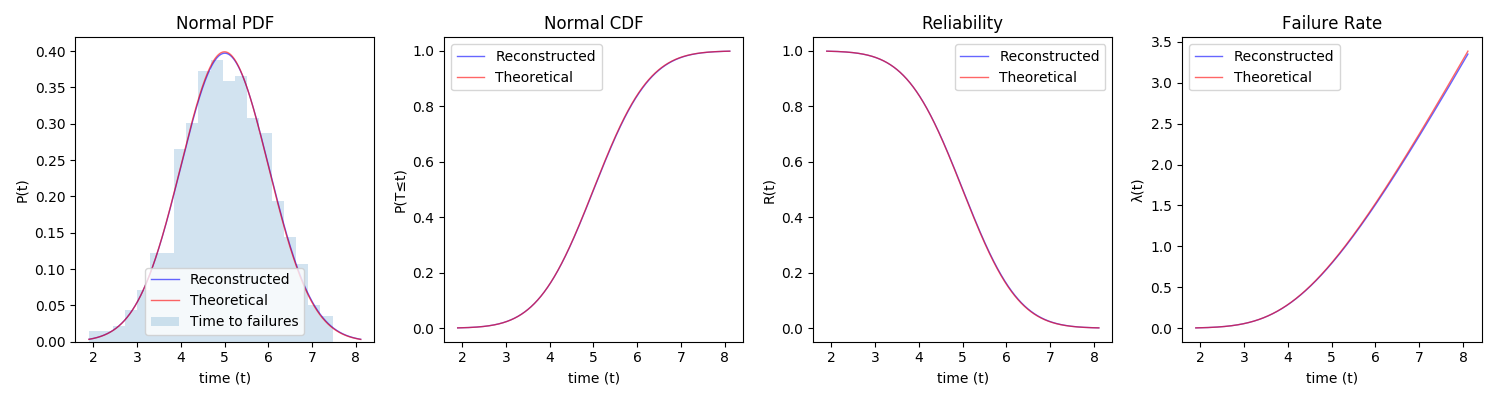 Normal PDF
P(t)
0.40
0.35
0.30
0.25
0.20
0.15
0.10
0.05
0.00
Reconstructed
Theoretical
Time to failures
2 3 4 5 6 7 8
time (t)
Normal CDF
P(T≤t)
1.0
0.8
0.6
0.4
0.2
0.0
Reconstructed
Theoretical
2 3 4 5 6 7 8
time (t)
Reliability
R(t)
1.0
0.8
0.6
0.4
0.2
0.0
Reconstructed
Theoretical
2 3 4 5 6 7 8
time (t)
Failure Rate
λ(t)
3.5
3.0
2.5
2.0
1.5
1.0
0.5
0.0
Reconstructed
Theoretical
2 3 4 5 6 7 8
time (t)